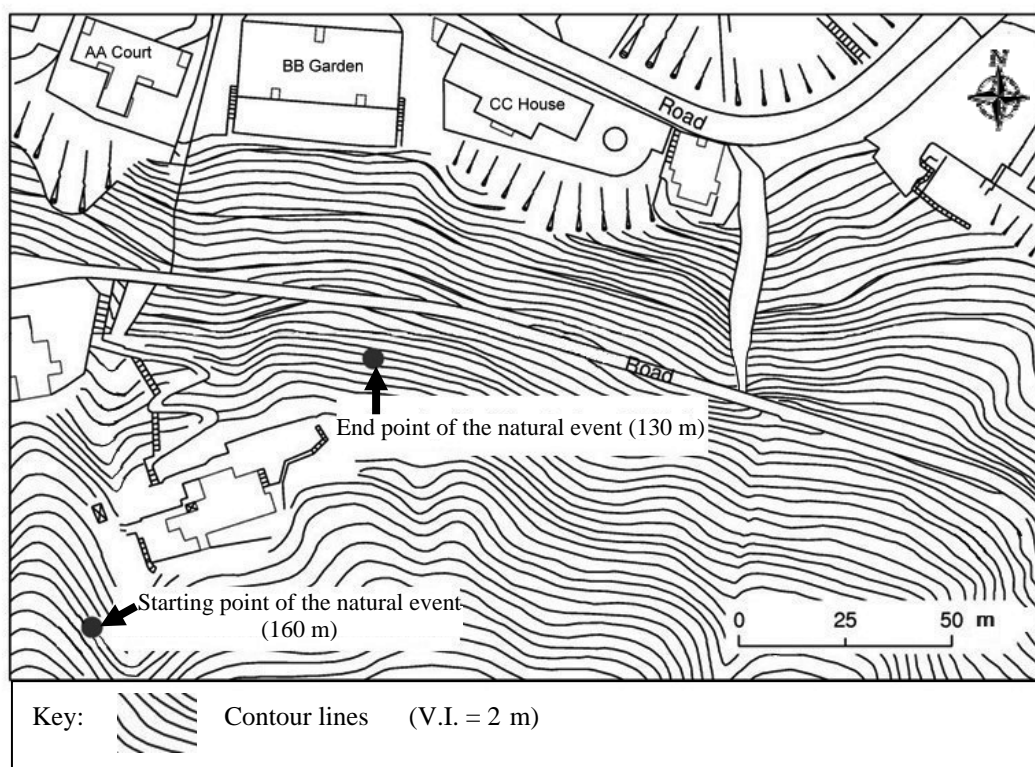 AA Court
BB Garden
CC House
Road
N
Road
End point of the natural event (130 m)
Starting point of the natural event
(160 m)
0 25 50 m
Key: Contour lines (V.I. = 2 m)